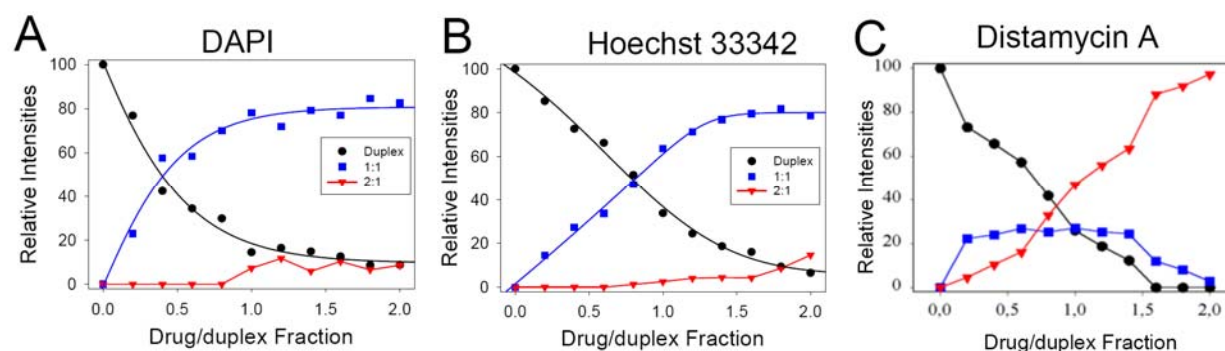 A
DAPI
Relative Intensities
100
80
60
40
20
0
Duplex
1:1
2:1
0.0 0.5 1.0 1.5 2.0
Drug/duplex Fraction
B
Hoechst 33342
Relative Intensities
100
80
60
40
20
0
Duplex
1:1
2:1
0.0 0.5 1.0 1.5 2.0
Drug/duplex Fraction
C
Distamycin A
Relative Intensities
100
80
60
40
20
0
0,0 0,5 1,0 1,5 2,0
Drug/duplex Fraction